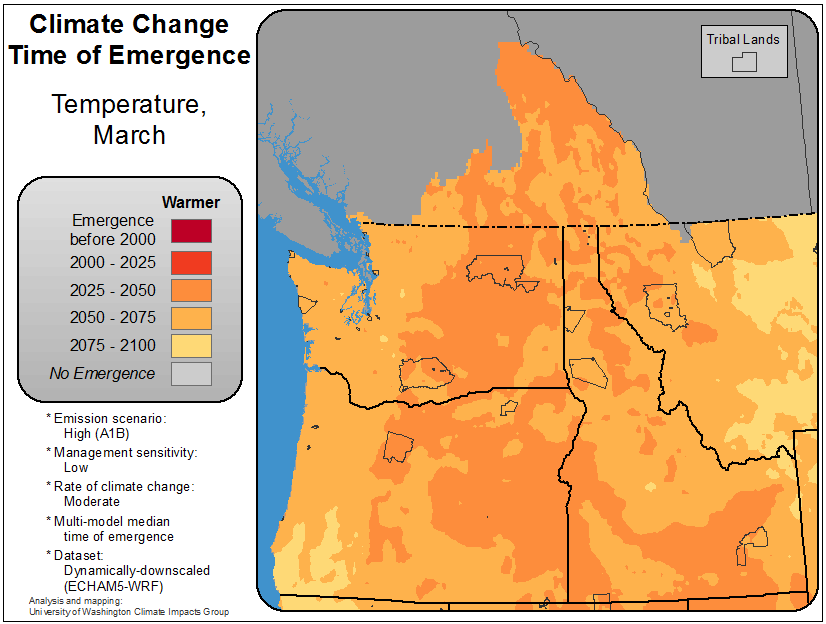 Climate Change
Time of Emergence
Temperature,
March
Warmer
Emergence
before 2000
2000 - 2025
2025 - 2050
2050 - 2075
2075 - 2100
No Emergence
* Emission scenario:
High (A1B)
* Management sensitivity:
Low
* Rate of climate change:
Moderate
* Multi-model median
time of emergence
* Dataset:
Dynamically-downscaled
(ECHAM5-WRF)
Analysis and mapping:
University of Washington Climate Impacts Group
Tribal Lands